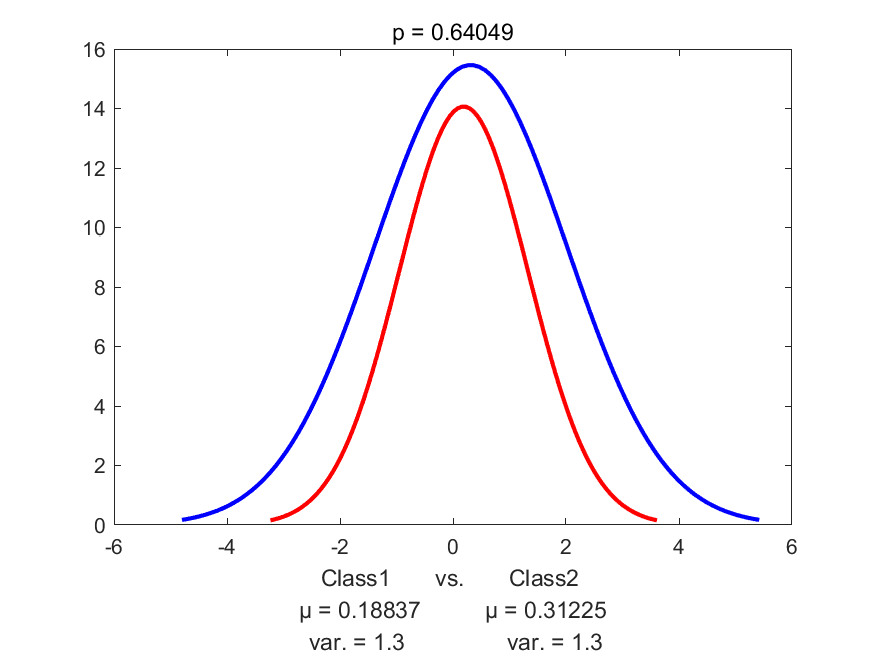 p = 0.64049
16
14
12
10
8
6
4
2
0
-6 -4 -2 0 2 4 6
Class1 vs. Class2
μ = 0.18837 μ = 0.31225
var. = 1.3 var. = 1.3